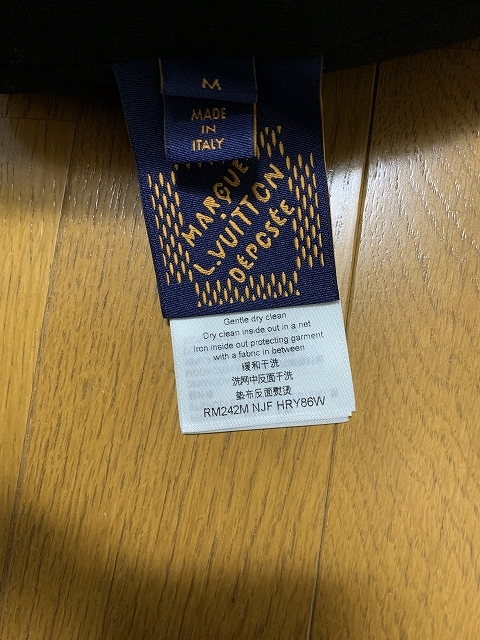 M
MADE
IN
ITALY
MARQUE
L.VUITTON
DÉPOSÉE
Gentle dry clean
Dry clean inside out in a net
Iron inside out protecting garment
with a fabric in between
缓和干洗
洗网中反面干洗
垫布反面熨烫
RM242M NJF HRY86W